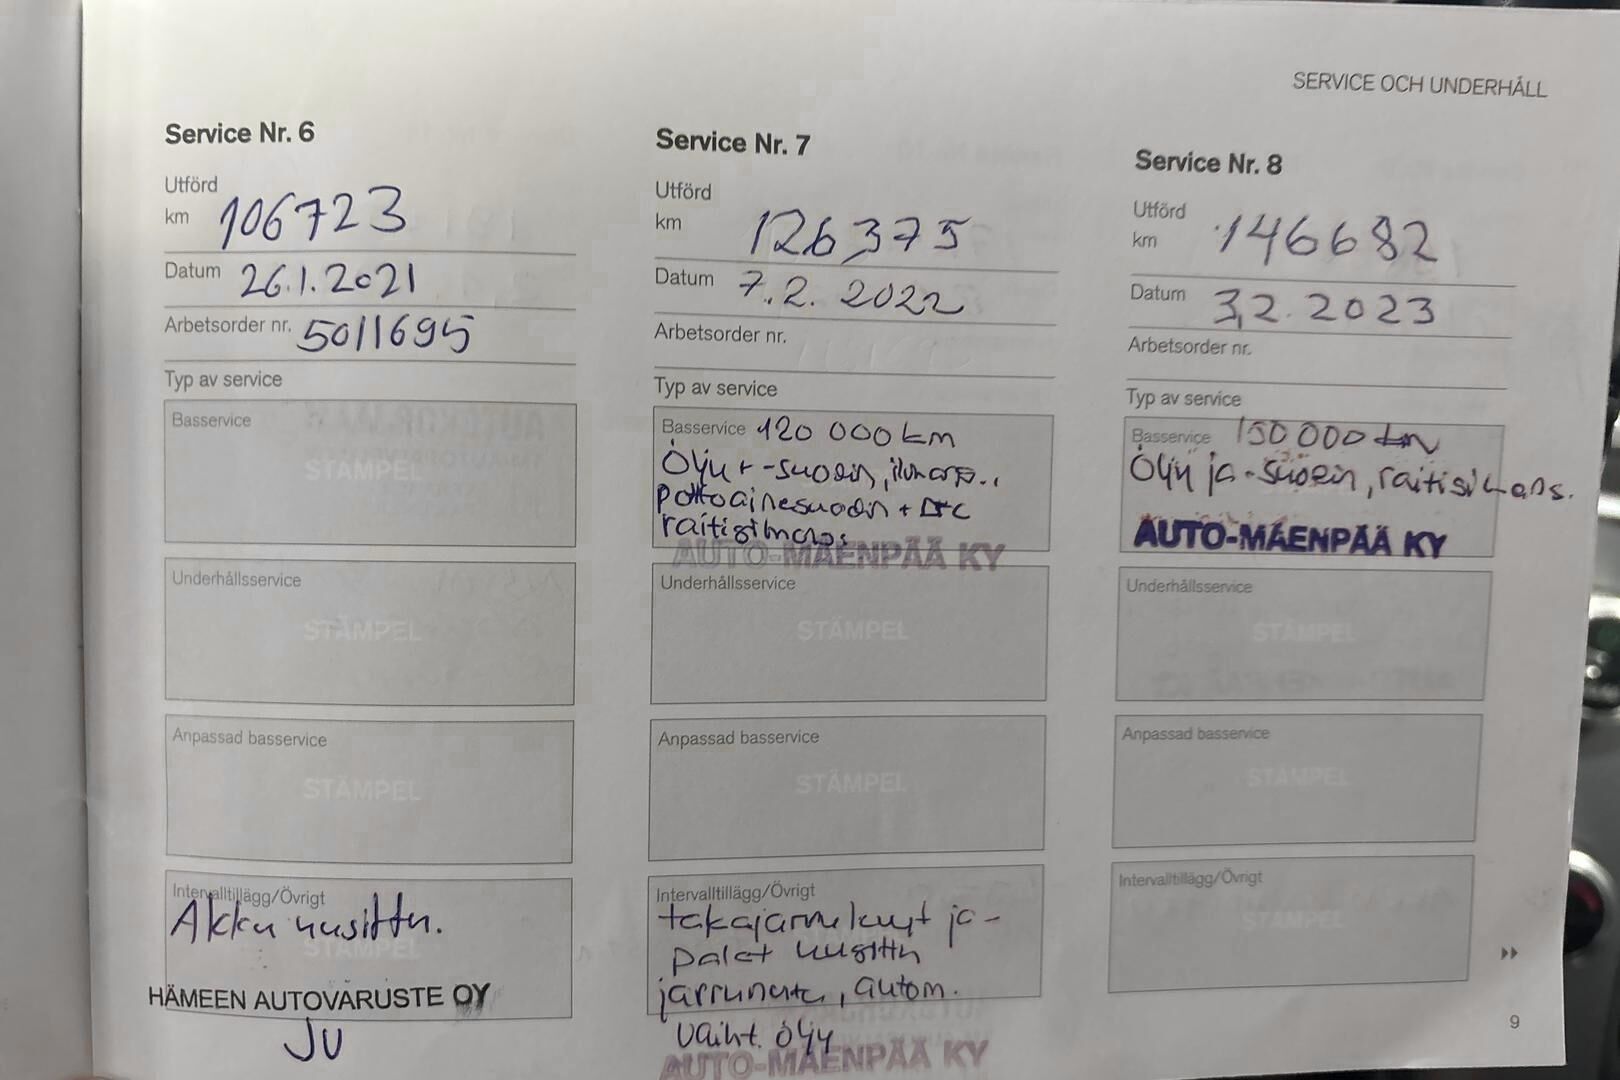 SERVICE OCH UNDERHÅLL
Service Nr. 6
Utförd
km 106723
Datum 26.1.2021
Arbetsorder nr. 5011695
Typ av service
Basservice
STÄMPEL
Underhållsservice
STÄMPEL
Anpassad basservice
STÄMPEL
Intervalltillägg/Övrigt
Akku uusittu.
STÄMPEL
HÄMEEN AUTOVARUSTE OY
JU
Service Nr. 7
Utförd
km 126375
Datum 7.2. 2022
Arbetsorder nr.
Typ av service
Basservice 120 000 km
Öljy + -suodin,
polttoainesuodin +
raitisilmas.
AUTO-MÄENPÄÄ KY
Underhållsservice
STÄMPEL
Anpassad basservice
STÄMPEL
Intervalltillägg/Övrigt
takajarrulevyt ja -
palat uusittu
jarruneste, autom.
vaiht. öljy
AUTO-MÄENPÄÄ KY
Service Nr. 8
Utförd
km 146682
Datum 3.2. 2023
Arbetsorder nr.
Typ av service
Basservice 150 000 km
Öljy ja -suodin,
AUTO-MÄENPÄÄ KY
Underhållsservice
STÄMPEL
Anpassad basservice
STÄMPEL
Intervalltillägg/Övrigt
STÄMPEL
9